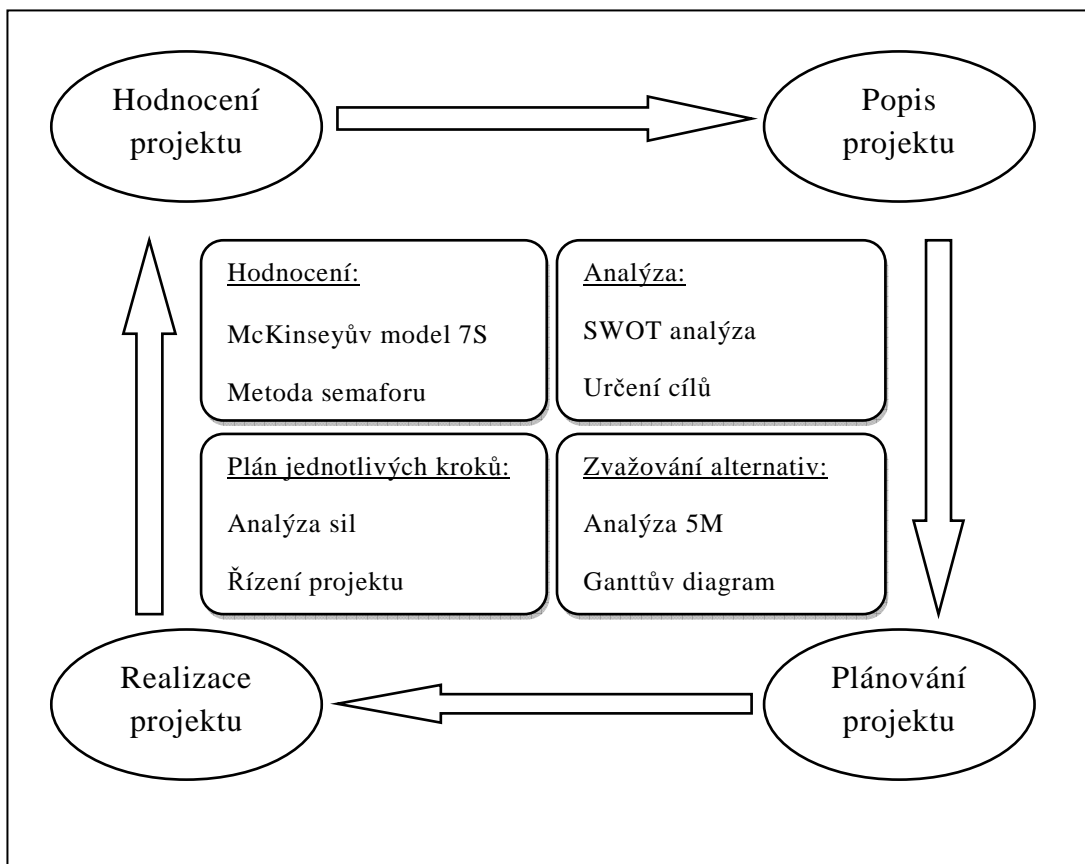 Hodnocení
projektu
Popis
projektu
Hodnocení:
McKinseyův model 7S
Metoda semaforu
Analýza:
SWOT analýza
Určení cílů
Plán jednotlivých kroků:
Analýza sil
Řízení projektu
Zvažování alternativ:
Analýza 5M
Ganttův diagram
Realizace
projektu
Plánování
projektu